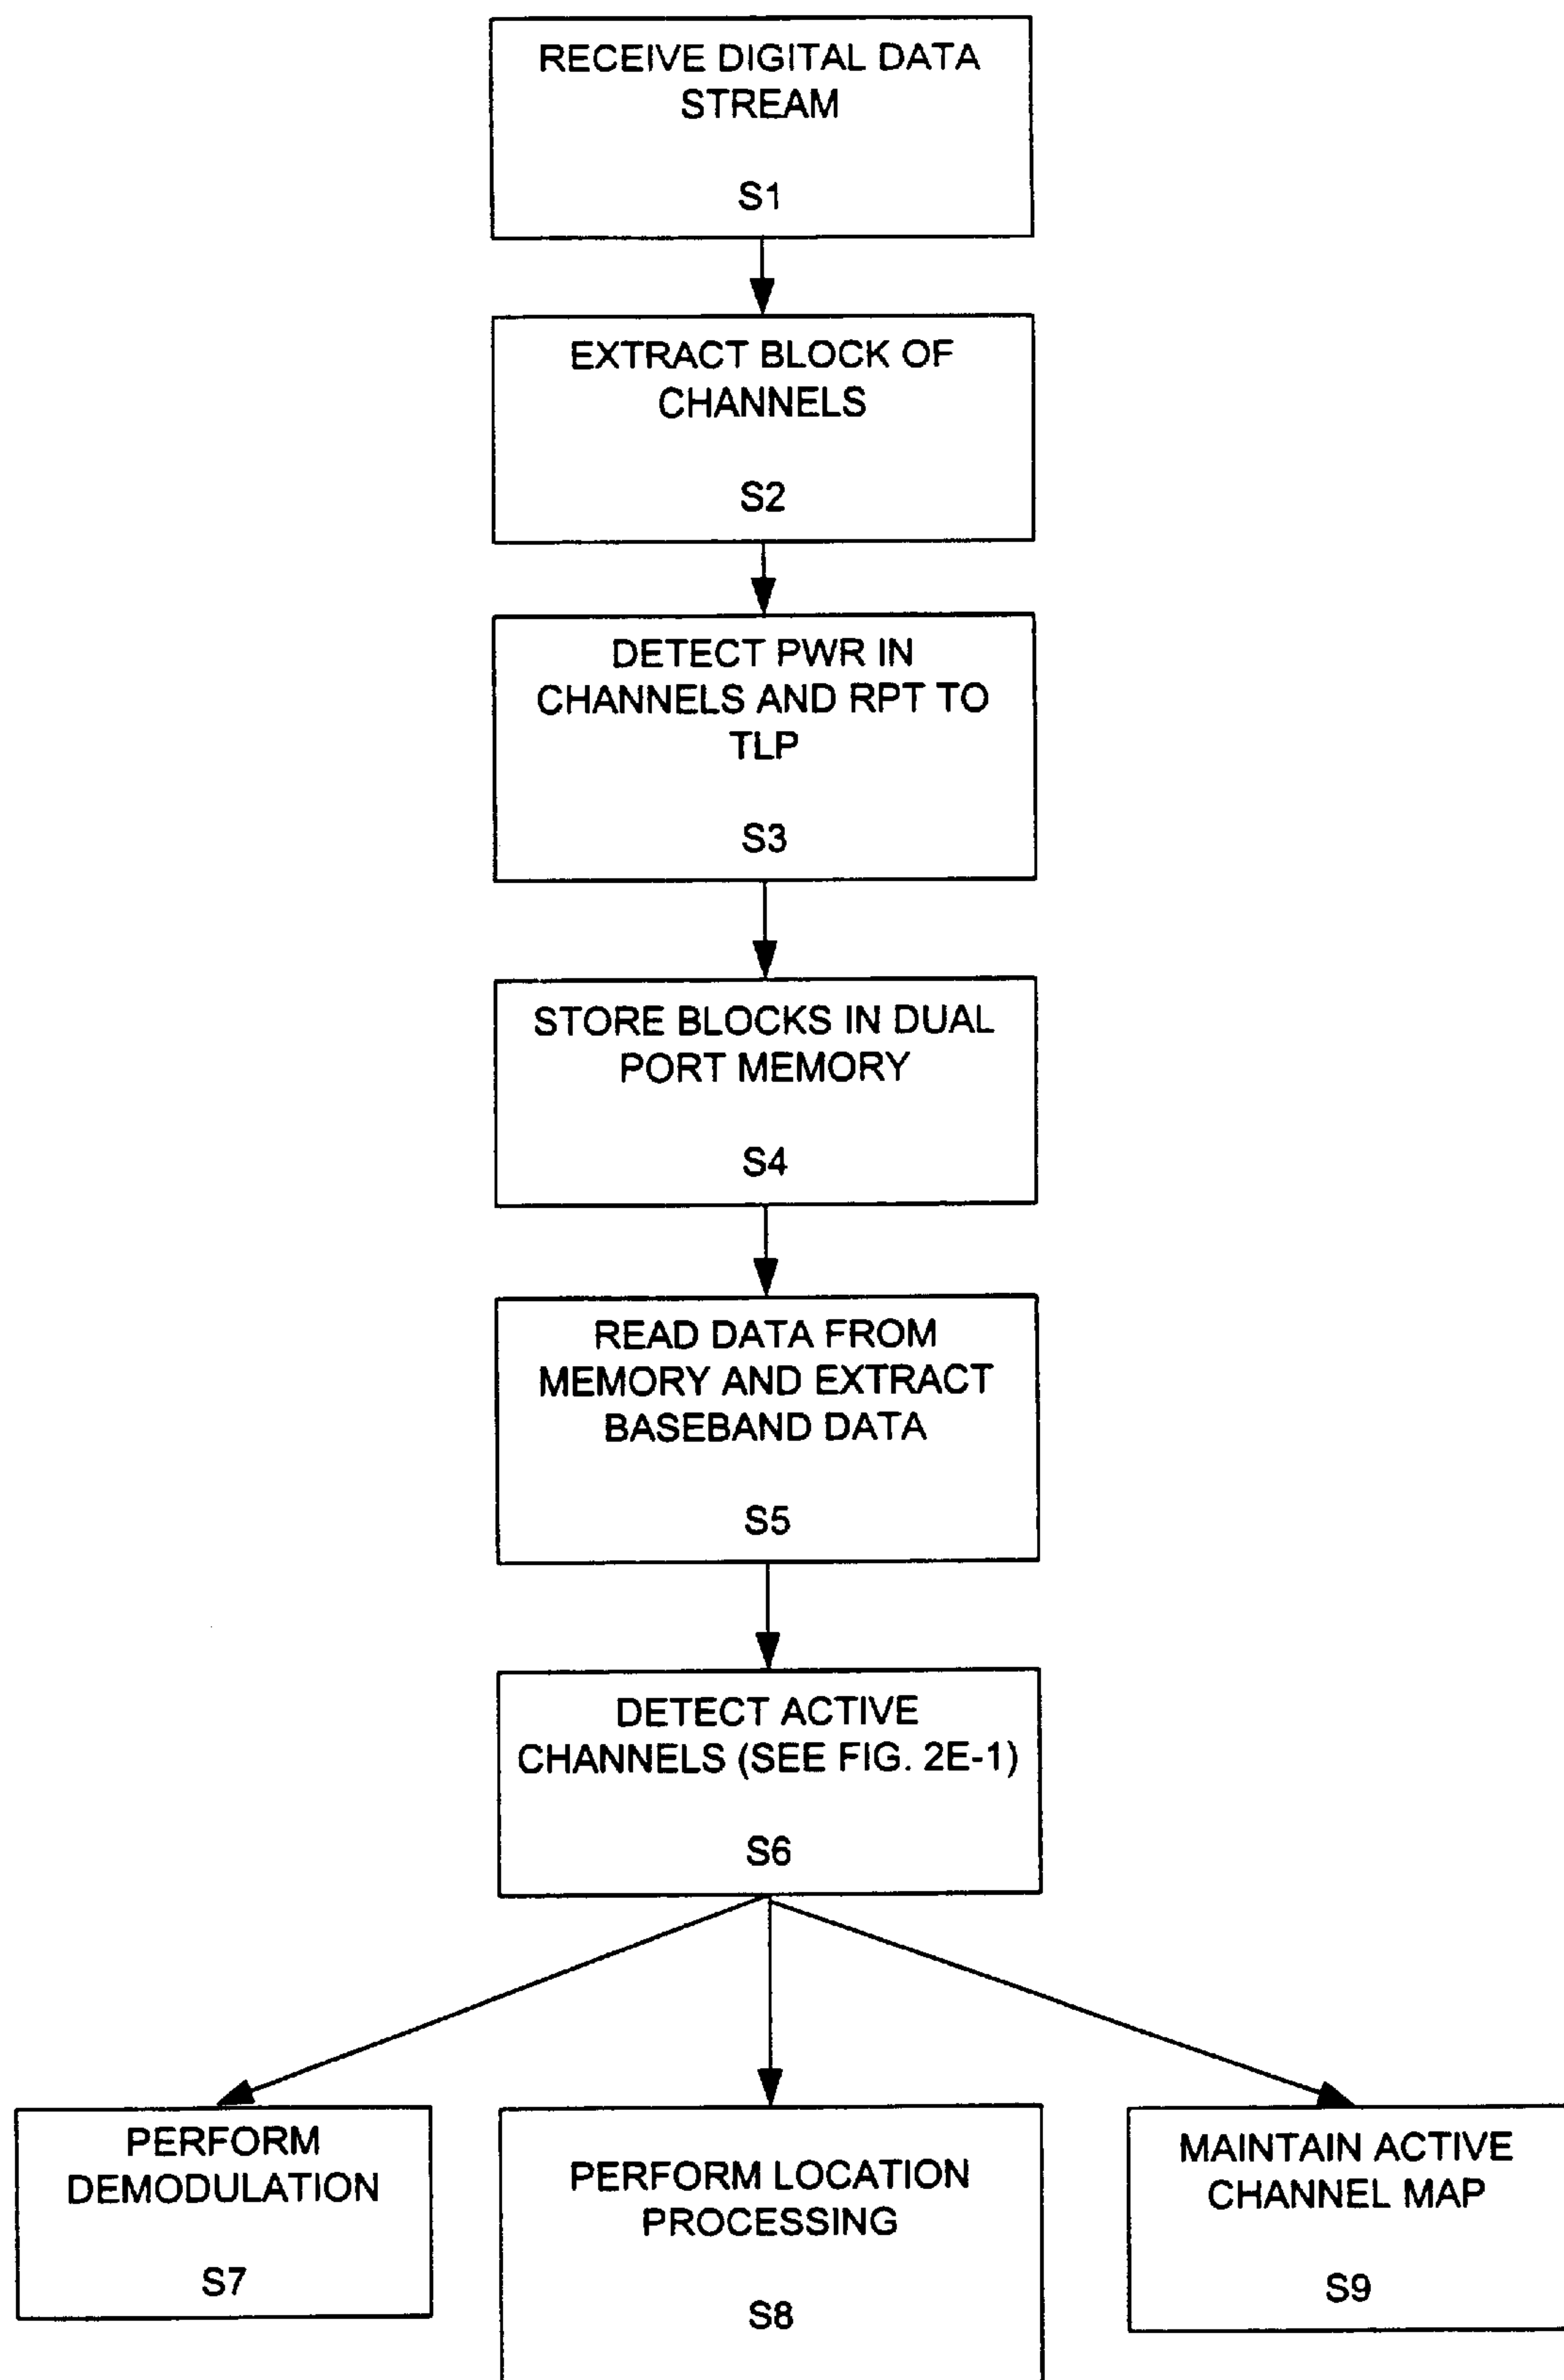 RECEIVE DIGITAL DATA
STREAM
S1
EXTRACT BLOCK OF
CHANNELS
S2
DETECT PWR IN
CHANNELS AND RPT TO
TLP
S3
STORE BLOCKS IN DUAL
PORT MEMORY
S4
READ DATA FROM
MEMORY AND EXTRACT
BASEBAND DATA
S5
DETECT ACTIVE
CHANNELS (SEE FIG. 2E-1)
S6
PERFORM
DEMODULATION
S7
PERFORM LOCATION
PROCESSING
S8
MAINTAIN ACTIVE
CHANNEL MAP
S9